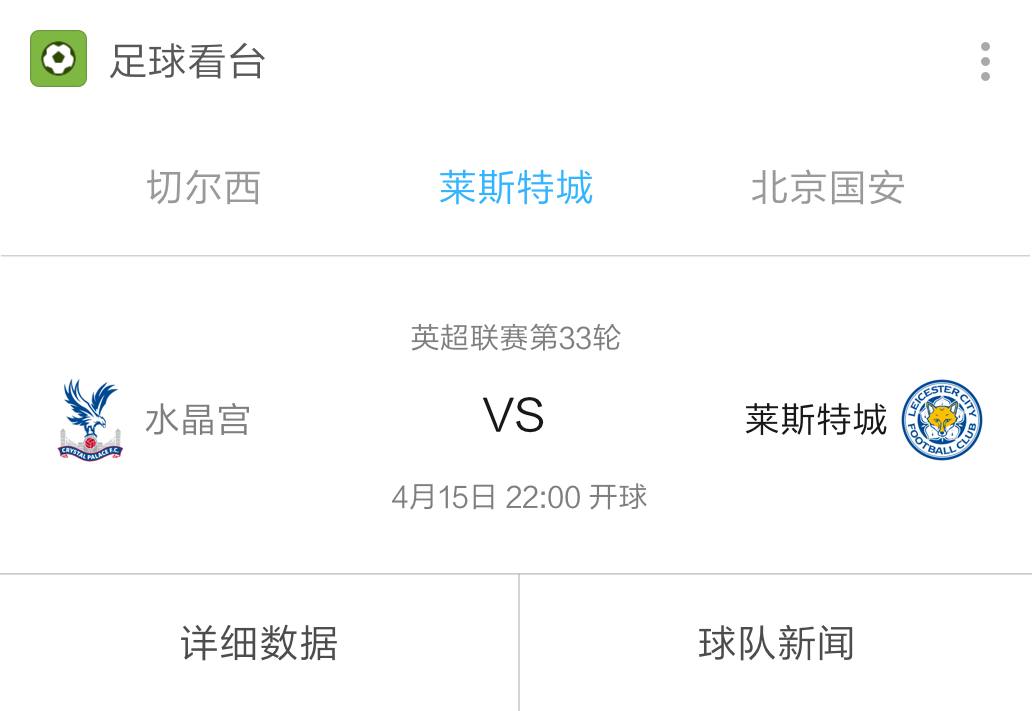 足球看台
切尔西 莱斯特城 北京国安
英超联赛第33轮
CRYSTAL PALACE F.C
水晶宫 VS 莱斯特城
LEICESTER CITY
FOOTBALL CLUB
4月15日 22:00 开球
详细数据 球队新闻